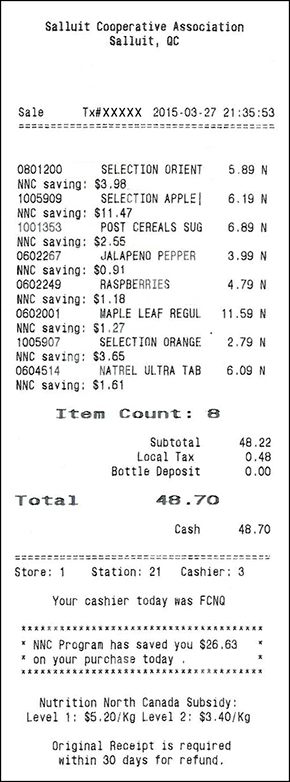 Salluit Cooperative Association
Salluit, QC
Sale Tx#XXXXX 2015-03-27 21:35:53
==========================================
0801200 SELECTION ORIENT 5.89 N
NNC saving: $3.98
1005909 SELECTION APPLE| 6.19 N
NNC saving: $11.47
1001353 POST CEREALS SUG 6.89 N
NNC saving: $2.55
0602267 JALAPENO PEPPER 3.99 N
NNC saving: $0.91
0602249 RASPBERRIES 4.79 N
NNC saving: $1.18
0602001 MAPLE LEAF REGUL 11.59 N
NNC saving: $1.27
1005907 SELECTION ORANGE 2.79 N
NNC saving: $3.65
0604514 NATREL ULTRA TAB 6.09 N
NNC saving: $1.61
Item Count: 8
Subtotal 48.22
Local Tax 0.48
Bottle Deposit 0.00
Total 48.70
Cash 48.70
==========================================
Store: 1 Station: 21 Cashier: 3
Your cashier today was FCNQ
****************************************
* NNC Program has saved you $26.63 *
* on your purchase today . *
****************************************
Nutrition North Canada Subsidy:
Level 1: $5.20/Kg Level 2: $3.40/Kg
Original Receipt is required
within 30 days for refund.